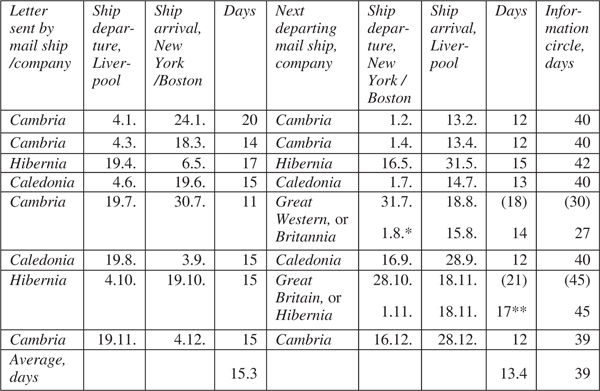 Letter sent by mail ship /company | Ship depar- ture, Liver- pool | Ship arrival, New York /Boston | Days | Next departing mail ship, company | Ship depar- ture, New York / Boston | Ship arrival, Liverpool | Days | Infor- mation circle, days
Cambria 4.1. 24.1. 20 Cambria 1.2. 13.2. 12 40
Cambria 4.3. 18.3. 14 Cambria 1.4. 13.4. 12 40
Hibernia 19.4. 6.5. 17 Hibernia 16.5. 31.5. 15 42
Caledonia 4.6. 19.6. 15 Caledonia 1.7. 14.7. 13 40
Cambria 19.7. 30.7. 11 Great 31.7. 18.8. (18) (30)
Western, or
Britannia 1.8.* 15.8. 14 27
Caledonia 19.8. 3.9. 15 Caledonia 16.9. 28.9. 12 40
Hibernia 4.10. 19.10. 15 Great 28.10. 18.11. (21) (45)
Britain, or
Hibernia 1.11. 18.11. 17** 45
Cambria 19.11. 4.12. 15 Cambria 16.12. 28.12. 12 39
Average,
days 15.3 13.4 39